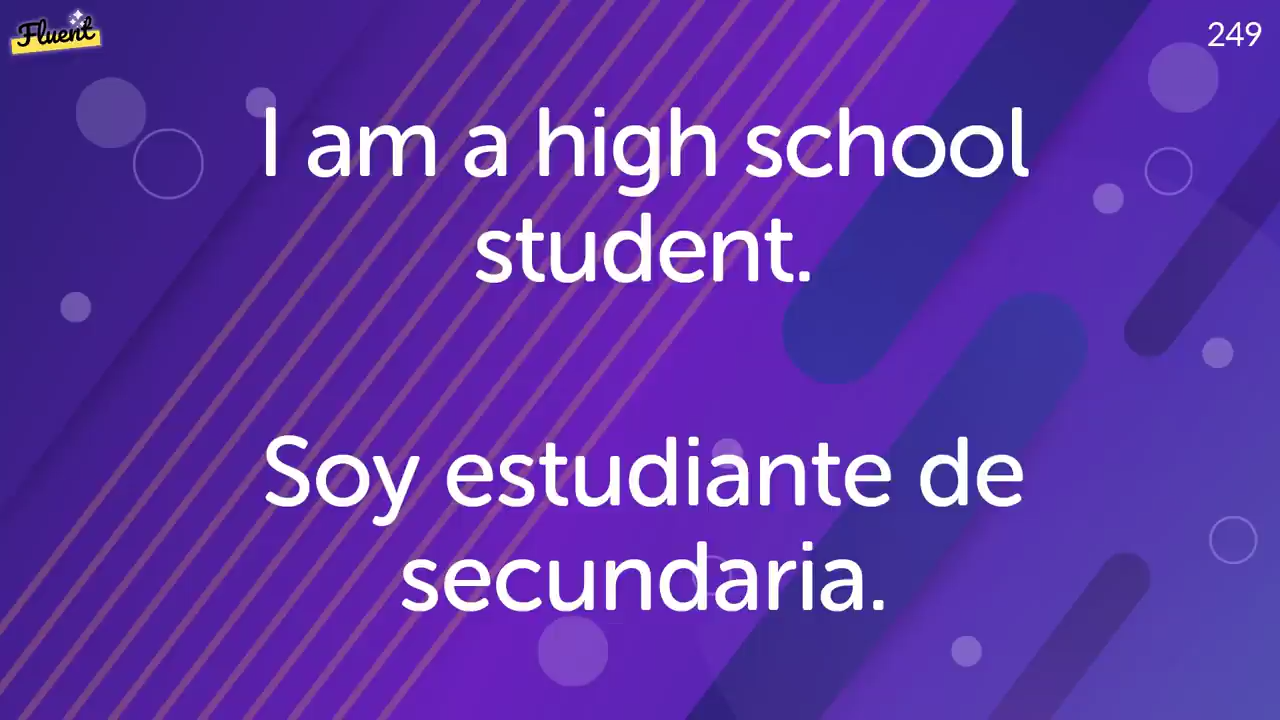 Fluent
249
I am a high school
student.
Soy estudiante de
secundaria.